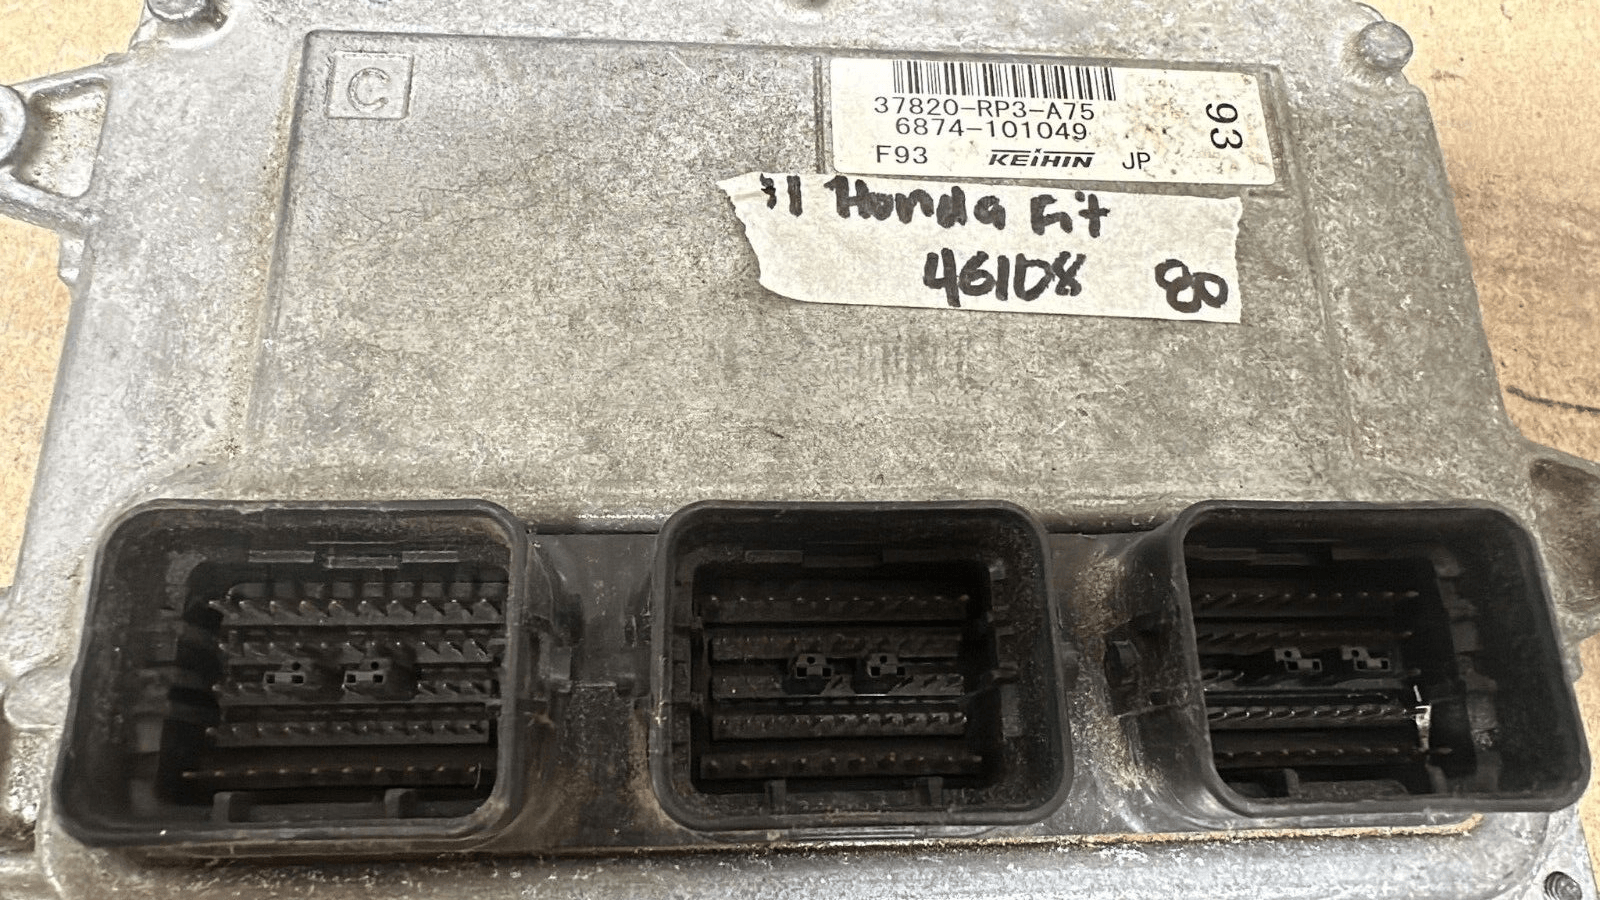 C
37820-RP3-A75
6874-101049
F93 KEIHIN JP
93
11 Honda Fit
46108 80